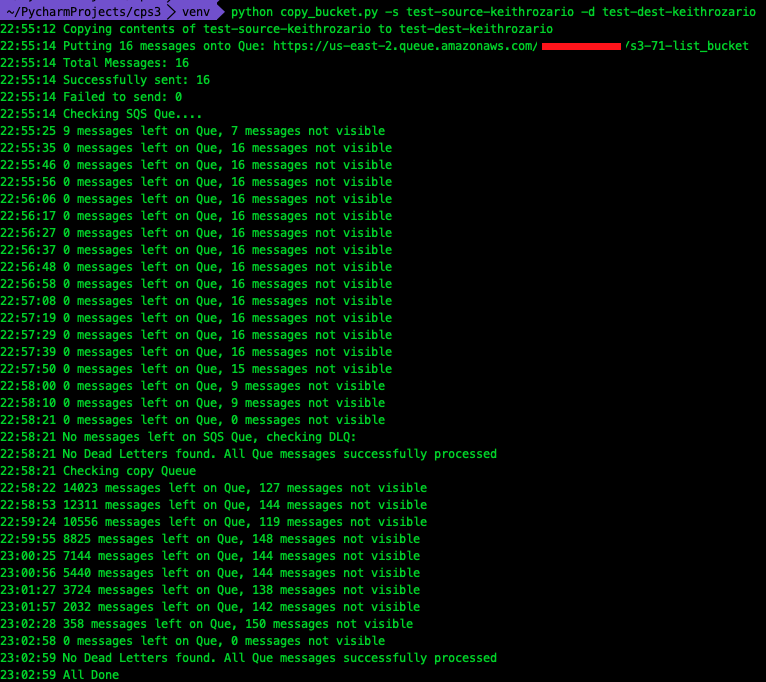 ~/PycharmProjects/cps3 venv python copy_bucket.py -s test-source-keithrozario -d test-dest-keithrozario
22:55:12 Copying contents of test-source-keithrozario to test-dest-keithrozario
22:55:14 Putting 16 messages onto Que: https://us-east-2.queue.amazonaws.com/ /s3-71-list_bucket
22:55:14 Total Messages: 16
22:55:14 Successfully sent: 16
22:55:14 Failed to send: 0
22:55:14 Checking SQS Que....
22:55:25 9 messages left on Que, 7 messages not visible
22:55:35 0 messages left on Que, 16 messages not visible
22:55:46 0 messages left on Que, 16 messages not visible
22:55:56 0 messages left on Que, 16 messages not visible
22:56:06 0 messages left on Que, 16 messages not visible
22:56:17 0 messages left on Que, 16 messages not visible
22:56:27 0 messages left on Que, 16 messages not visible
22:56:37 0 messages left on Que, 16 messages not visible
22:56:48 0 messages left on Que, 16 messages not visible
22:56:58 0 messages left on Que, 16 messages not visible
22:57:08 0 messages left on Que, 16 messages not visible
22:57:19 0 messages left on Que, 16 messages not visible
22:57:29 0 messages left on Que, 16 messages not visible
22:57:39 0 messages left on Que, 16 messages not visible
22:57:50 0 messages left on Que, 15 messages not visible
22:58:00 0 messages left on Que, 9 messages not visible
22:58:10 0 messages left on Que, 9 messages not visible
22:58:21 0 messages left on Que, 0 messages not visible
22:58:21 No messages left on SQS Que, checking DLQ:
22:58:21 No Dead Letters found. All Que messages successfully processed
22:58:21 Checking copy Queue
22:58:22 14023 messages left on Que, 127 messages not visible
22:58:53 12311 messages left on Que, 144 messages not visible
22:59:24 10556 messages left on Que, 119 messages not visible
22:59:55 8825 messages left on Que, 148 messages not visible
23:00:25 7144 messages left on Que, 144 messages not visible
23:00:56 5440 messages left on Que, 144 messages not visible
23:01:27 3724 messages left on Que, 138 messages not visible
23:01:57 2032 messages left on Que, 142 messages not visible
23:02:28 358 messages left on Que, 150 messages not visible
23:02:58 0 messages left on Que, 0 messages not visible
23:02:59 No Dead Letters found. All Que messages successfully processed
23:02:59 All Done